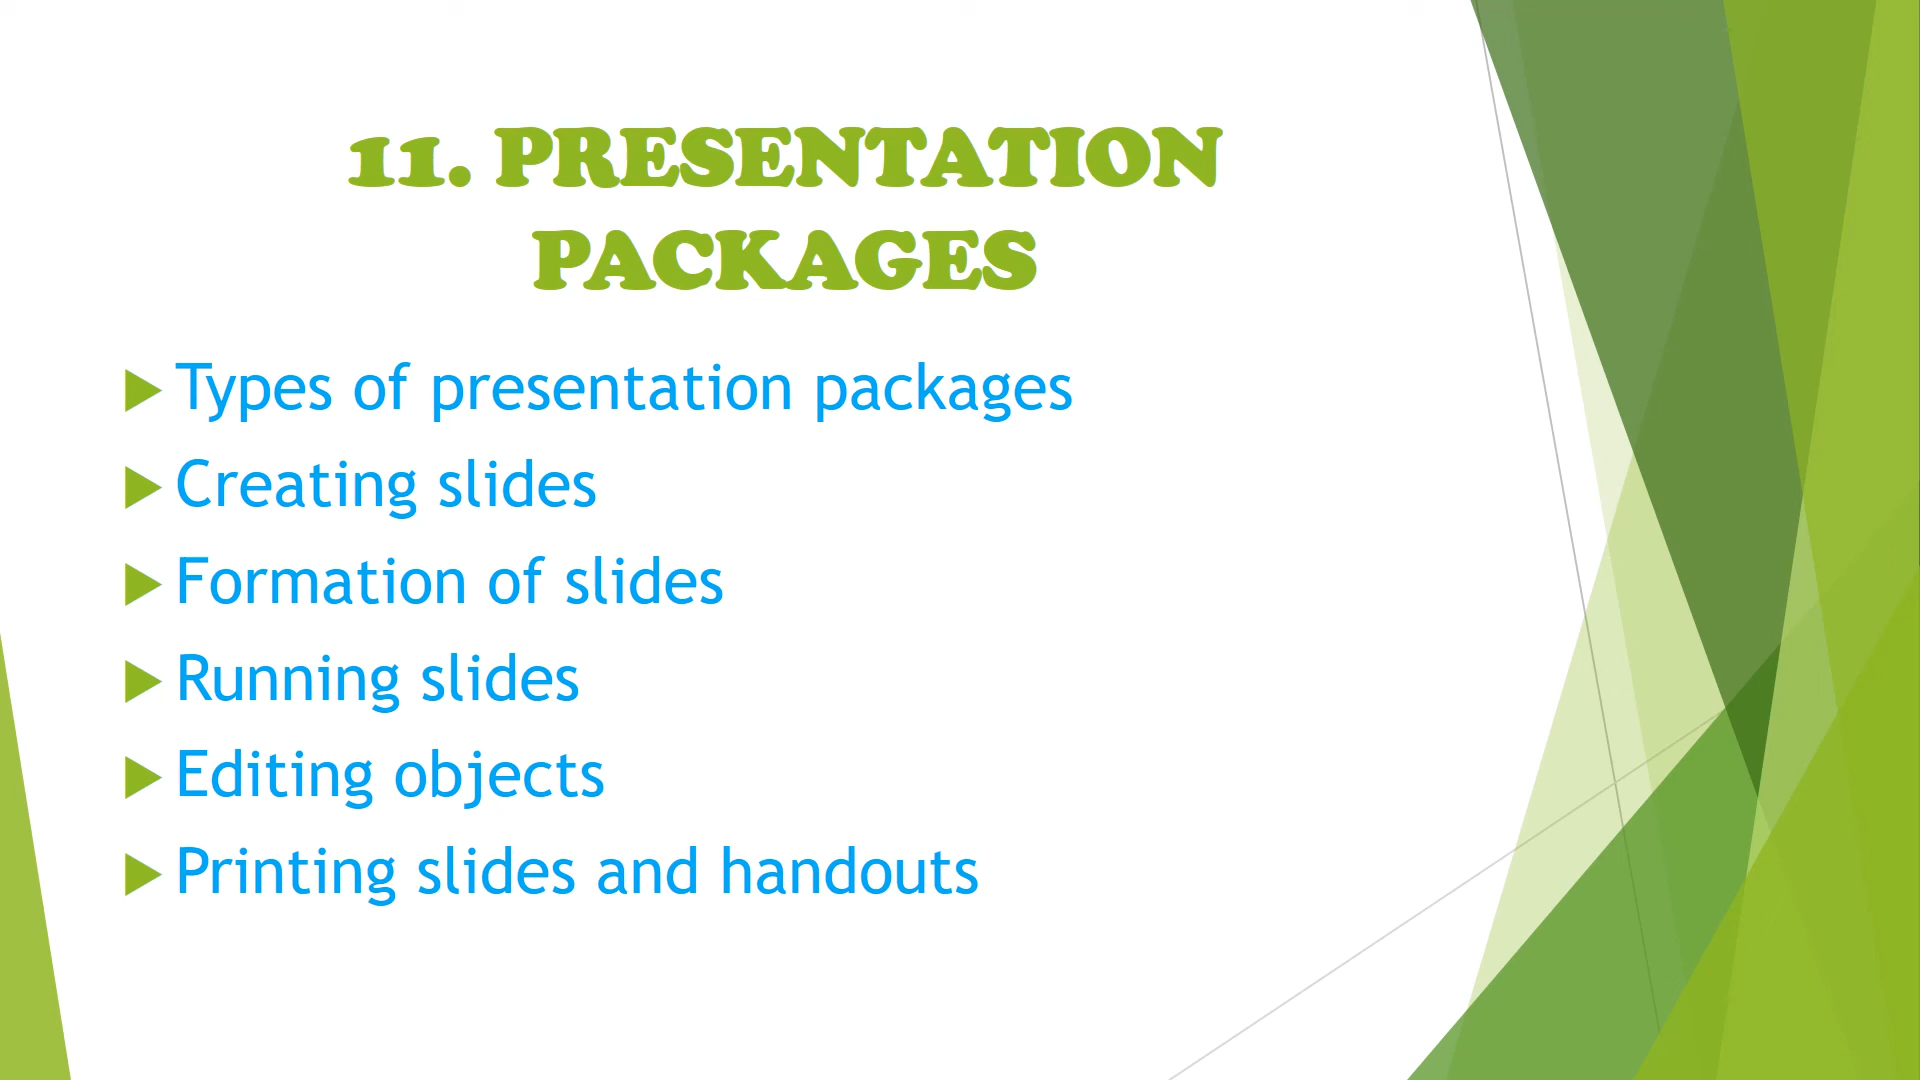 11. PRESENTATION
PACKAGES
Types of presentation packages
Creating slides
Formation of slides
Running slides
Editing objects
Printing slides and handouts